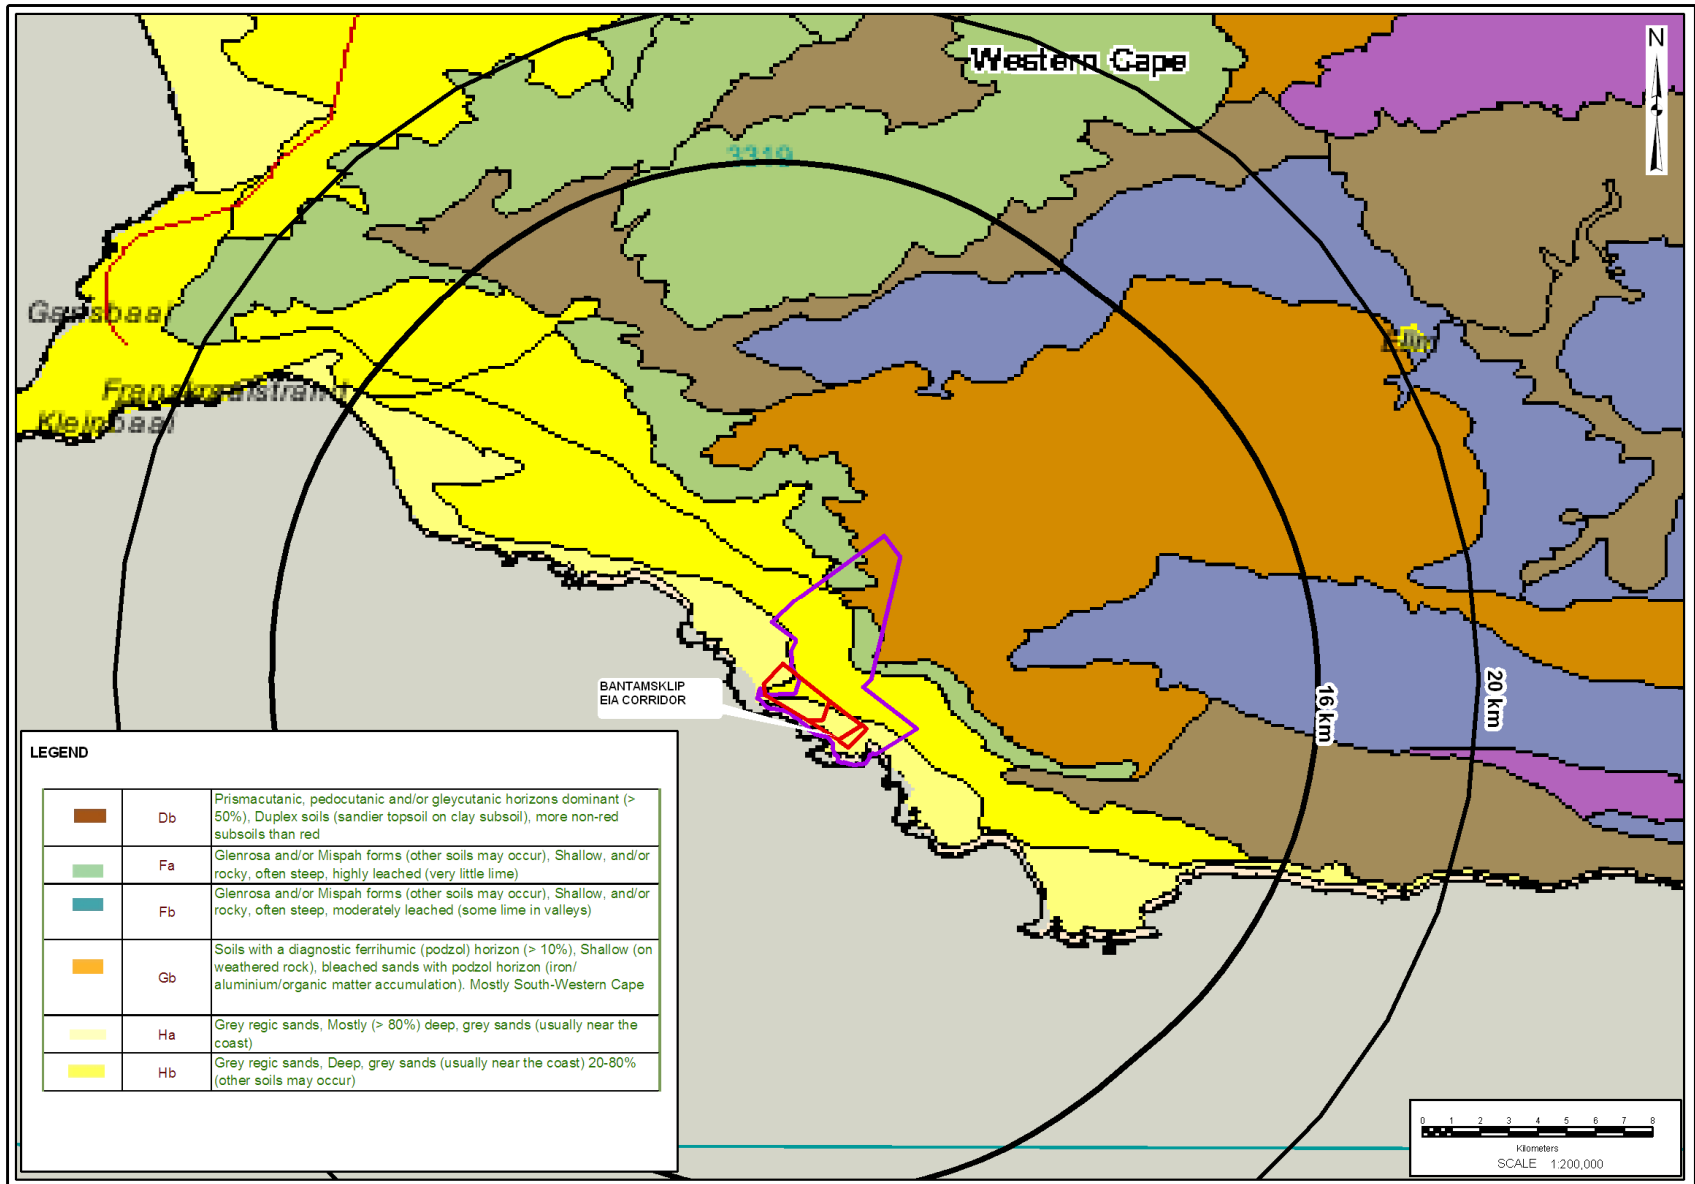 Western Cape
N
3319
Gansbaai
Elim
Franskraalstrand
Kleinbaai
BANTAMSKLIP
EIA CORRIDOR
16 km
20 km
LEGEND
Db
Prismacutanic, pedocutanic and/or gleycutanic horizons dominant (>
50%), Duplex soils (sandier topsoil on clay subsoil), more non-red
subsoils than red
Fa
Glenrosa and/or Mispah forms (other soils may occur), Shallow, and/or
rocky, often steep, highly leached (very little lime)
Fb
Glenrosa and/or Mispah forms (other soils may occur), Shallow, and/or
rocky, often steep, moderately leached (some lime in valleys)
Gb
Soils with a diagnostic ferrihumic (podzol) horizon (> 10%), Shallow (on
weathered rock), bleached sands with podzol horizon (iron/
aluminium/organic matter accumulation). Mostly South-Western Cape
Ha
Grey regic sands, Mostly (> 80%) deep, grey sands (usually near the
coast)
Hb
Grey regic sands, Deep, grey sands (usually near the coast) 20-80%
(other soils may occur)
0 1 2 3 4 5 6 7 8
Kilometers
SCALE 1:200,000